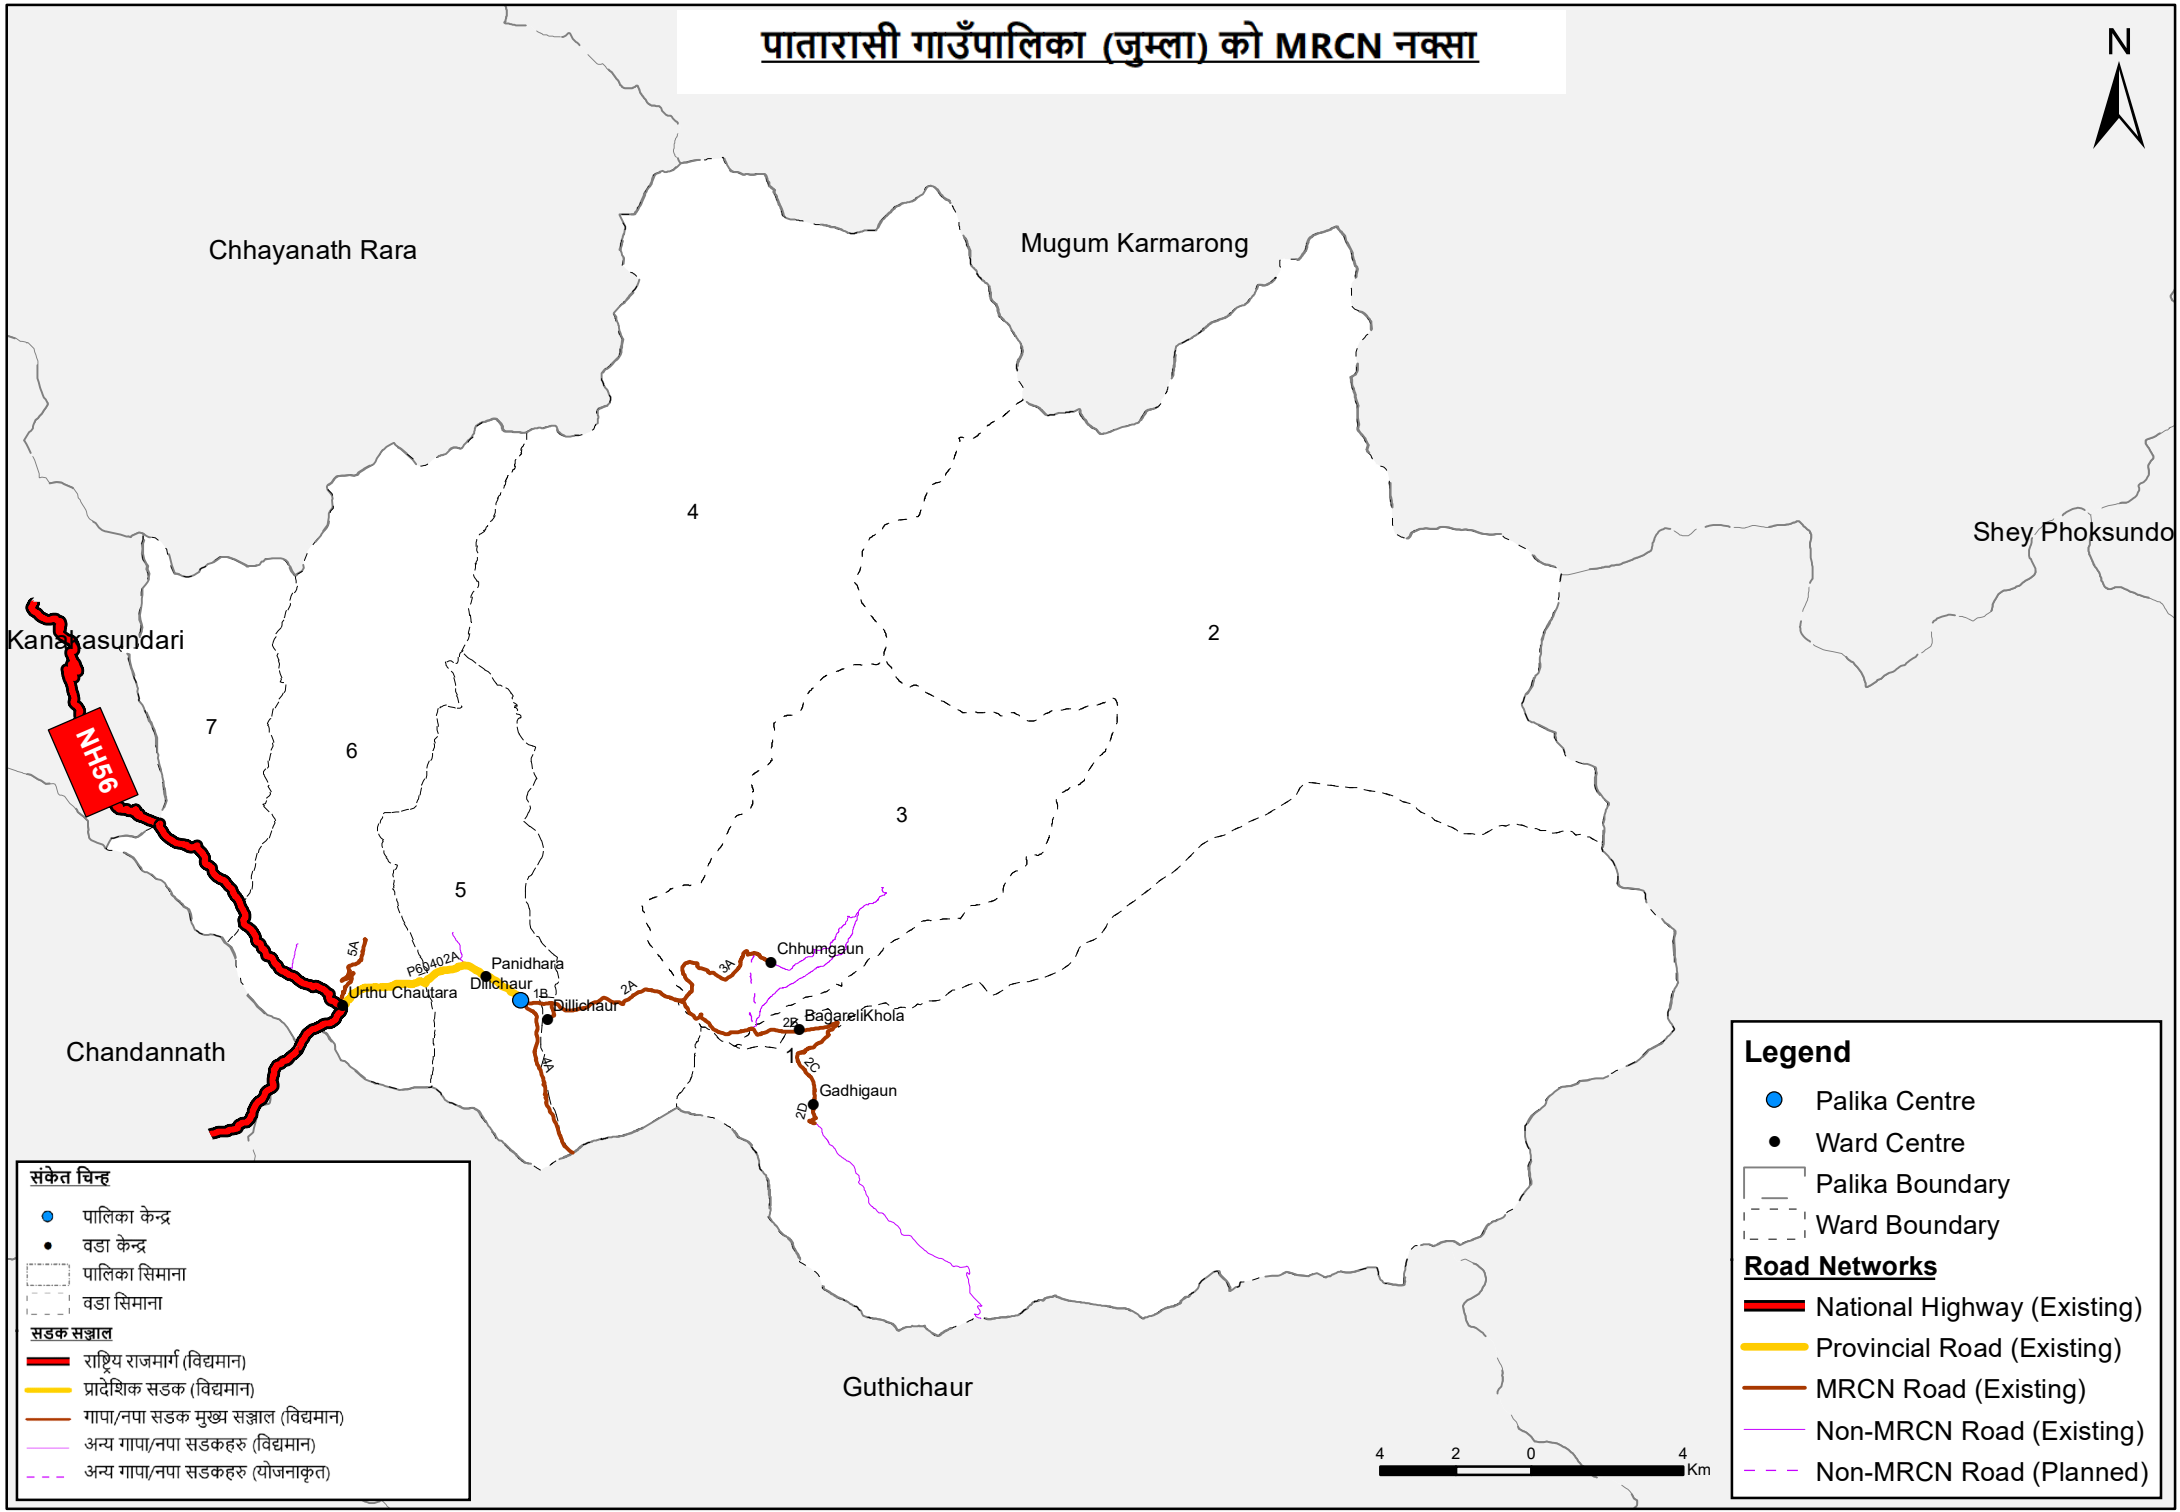 पातारासी गाउँपालिका (जुम्ला) को MRCN नक्सा
N
Chhayanath Rara
Mugum Karmarong
4
Shey Phoksundo
2
Kanakasundari
7
6
NH56
3
5
5A
P60402A
Panidhara
Chhumgaun
3A
Dillichaur
Urthu Chautara
1B
2A
Dillichaur
2B
BagareliKhola
Chandannath
4A
1
2C
Gadhigaun
2D
Guthichaur
4 2 0 4
Km
संकेत चिन्ह
पालिका केन्द्र
वडा केन्द्र
पालिका सिमाना
वडा सिमाना
सडक सञ्जाल
राष्ट्रिय राजमार्ग (विद्यमान)
प्रादेशिक सडक (विद्यमान)
गापा/नपा सडक मुख्य सञ्जाल (विद्यमान)
अन्य गापा/नपा सडकहरु (विद्यमान)
अन्य गापा/नपा सडकहरु (योजनाकृत)
Legend
Palika Centre
Ward Centre
Palika Boundary
Ward Boundary
Road Networks
National Highway (Existing)
Provincial Road (Existing)
MRCN Road (Existing)
Non-MRCN Road (Existing)
Non-MRCN Road (Planned)